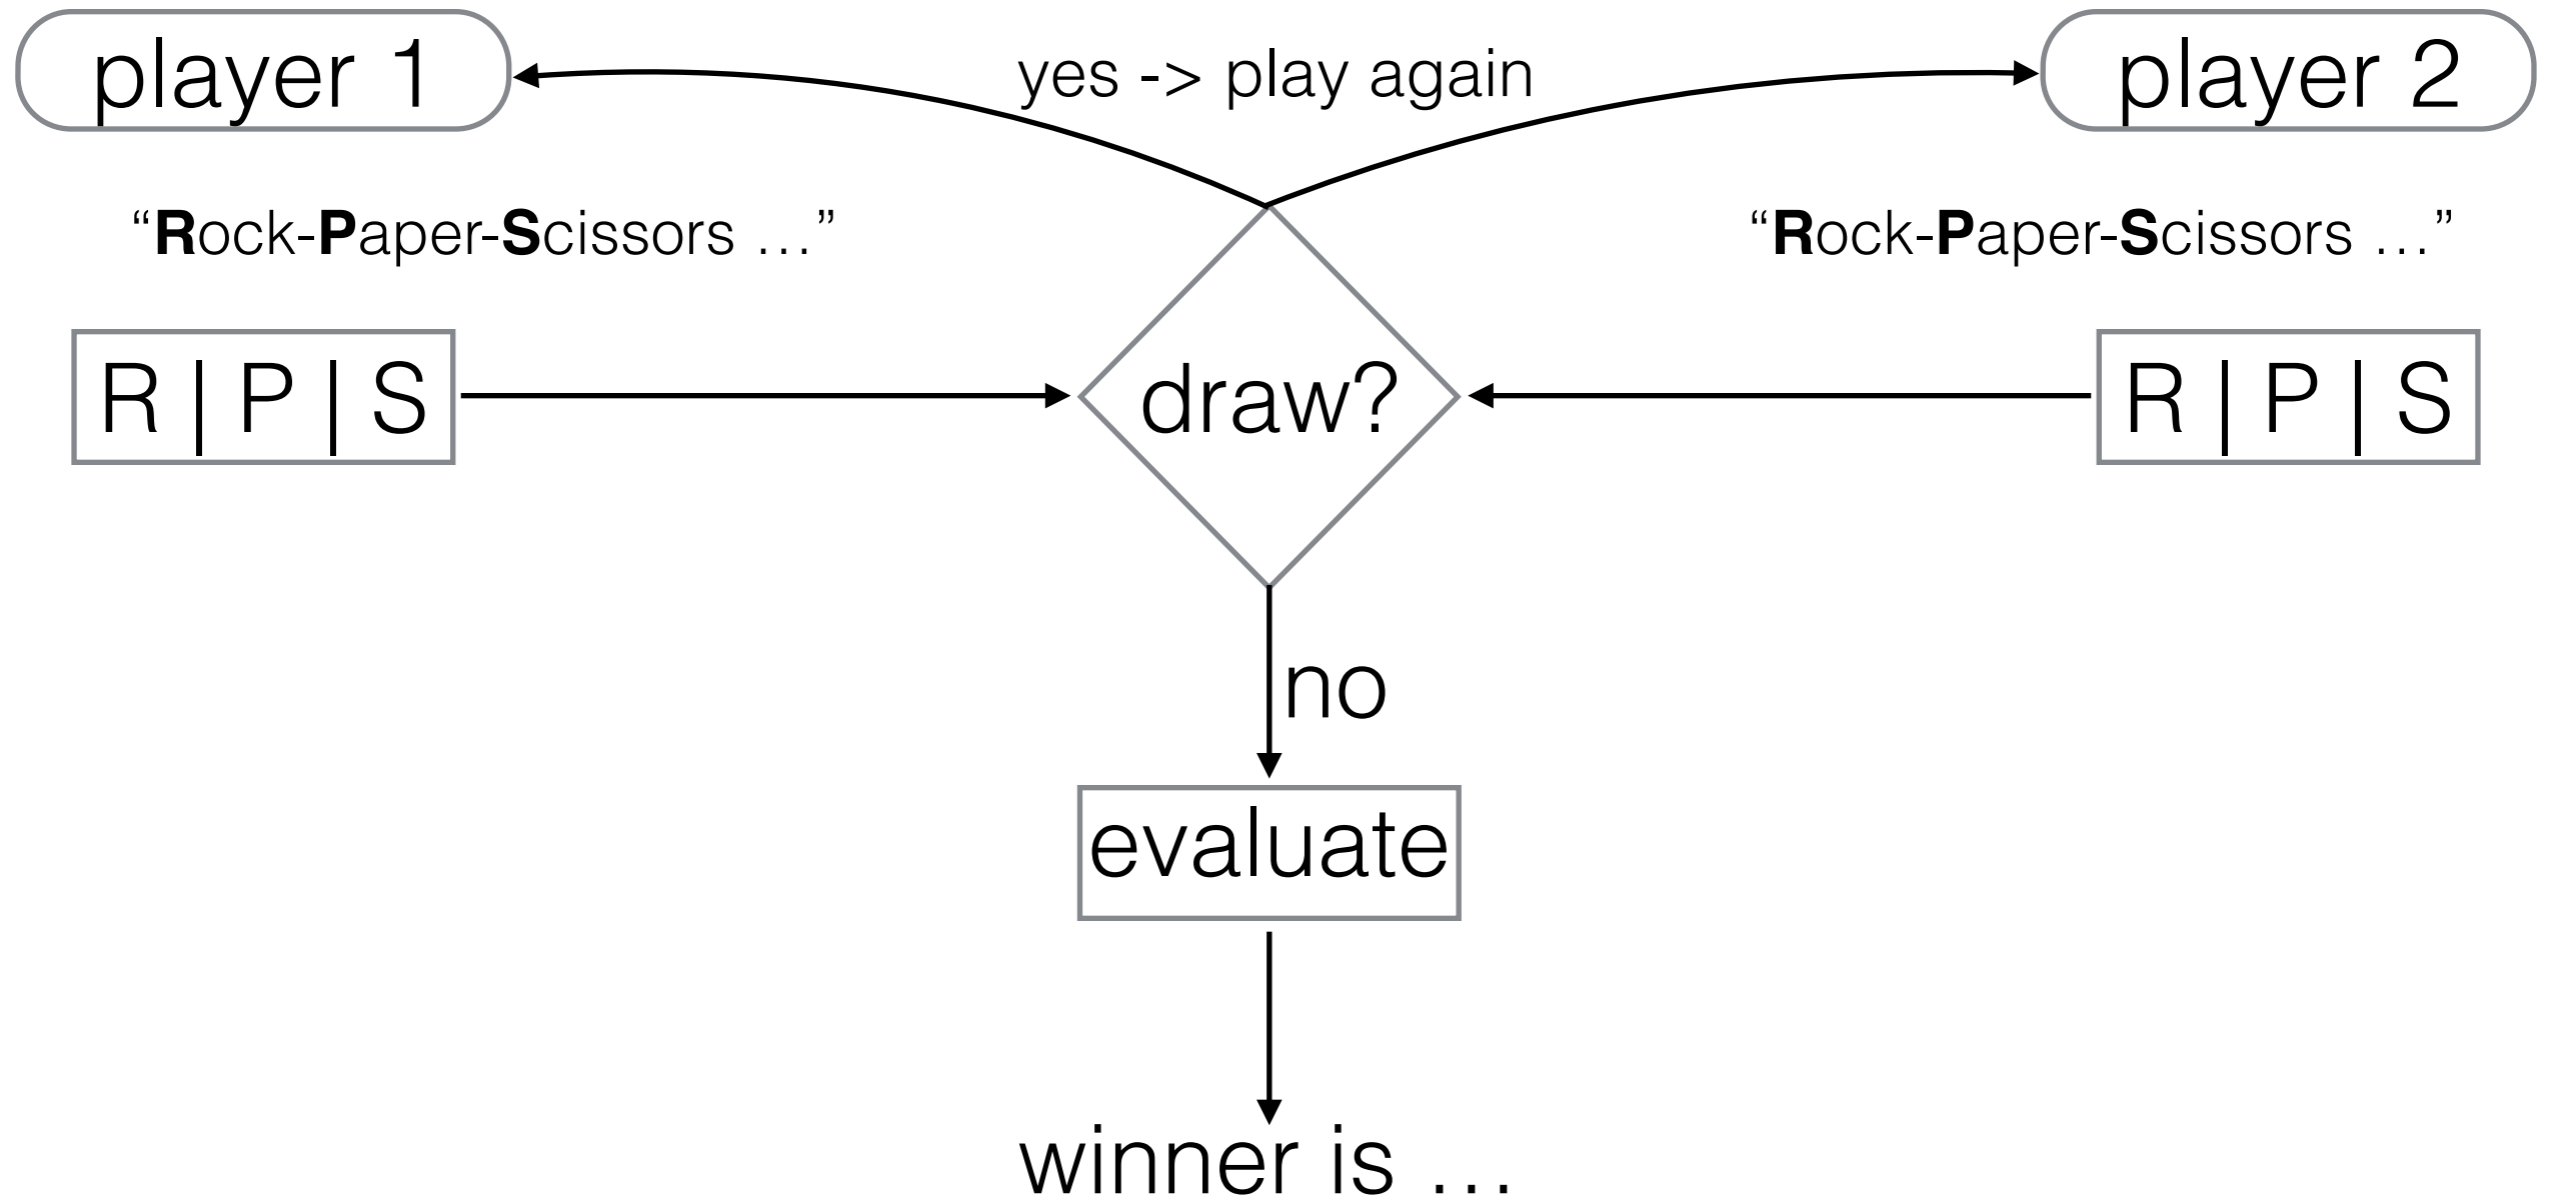 player 1
yes -> play again
player 2
“Rock-Paper-Scissors …”
“Rock-Paper-Scissors …”
R | P | S
draw?
R | P | S
no
evaluate
winner is …